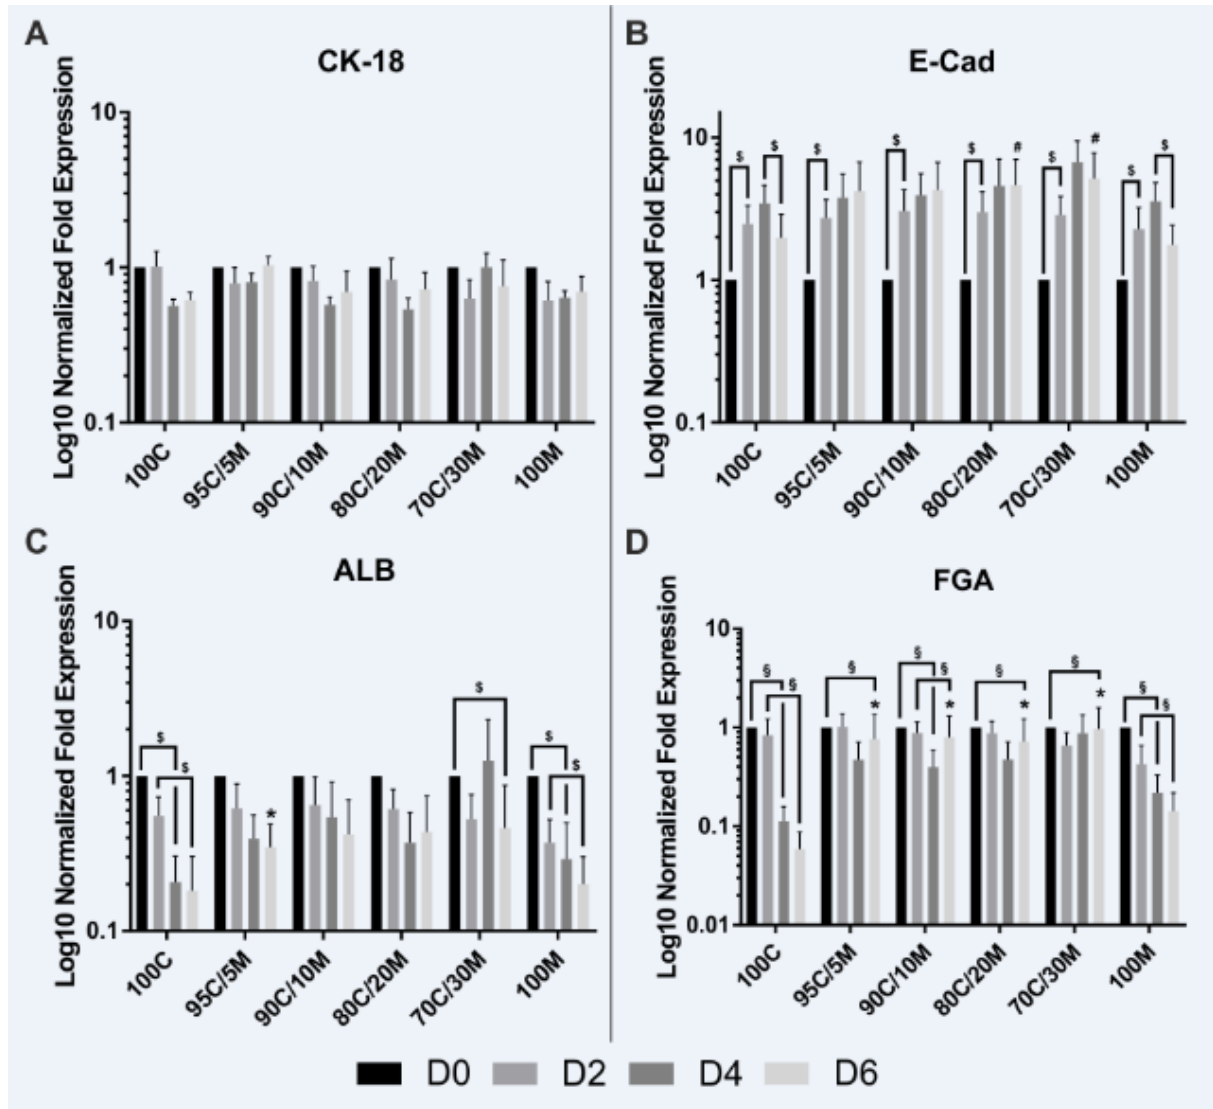 A
CK-18
Log10 Normalized Fold Expression
10
1
0.1
100C
95C/5M
90C/10M
80C/20M
70C/30M
100M
B
E-Cad
Log10 Normalized Fold Expression
10
1
0.1
$ $ $ $ $ # $ # $ $
100C
95C/5M
90C/10M
80C/20M
70C/30M
100M
C
ALB
Log10 Normalized Fold Expression
10
1
0.1
$ $ * $ $ $
100C
95C/5M
90C/10M
80C/20M
70C/30M
100M
D
FGA
Log10 Normalized Fold Expression
10
1
0.1
0.01
§ § § * § § * § * § * § §
100C
95C/5M
90C/10M
80C/20M
70C/30M
100M
D0 D2 D4 D6